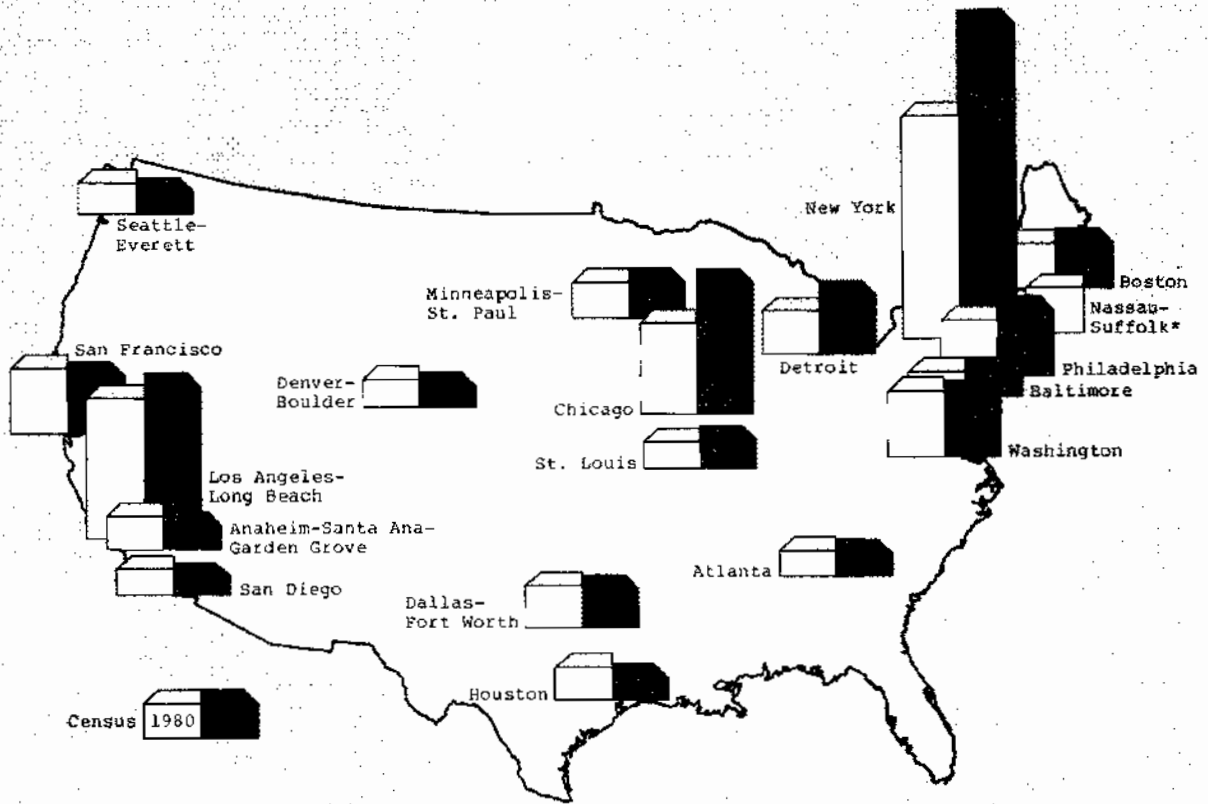 New York
Seattle-
Everett
Boston
Minneapolis-
St. Paul
Nassau-
Suffolk*
San Francisco
Detroit
Philadelphia
Denver-
Boulder
Baltimore
Chicago
Washington
St. Louis
Los Angeles-
Long Beach
Anaheim-Santa Ana-
Garden Grove
Atlanta
San Diego
Dallas-
Fort Worth
Houston
Census 1980